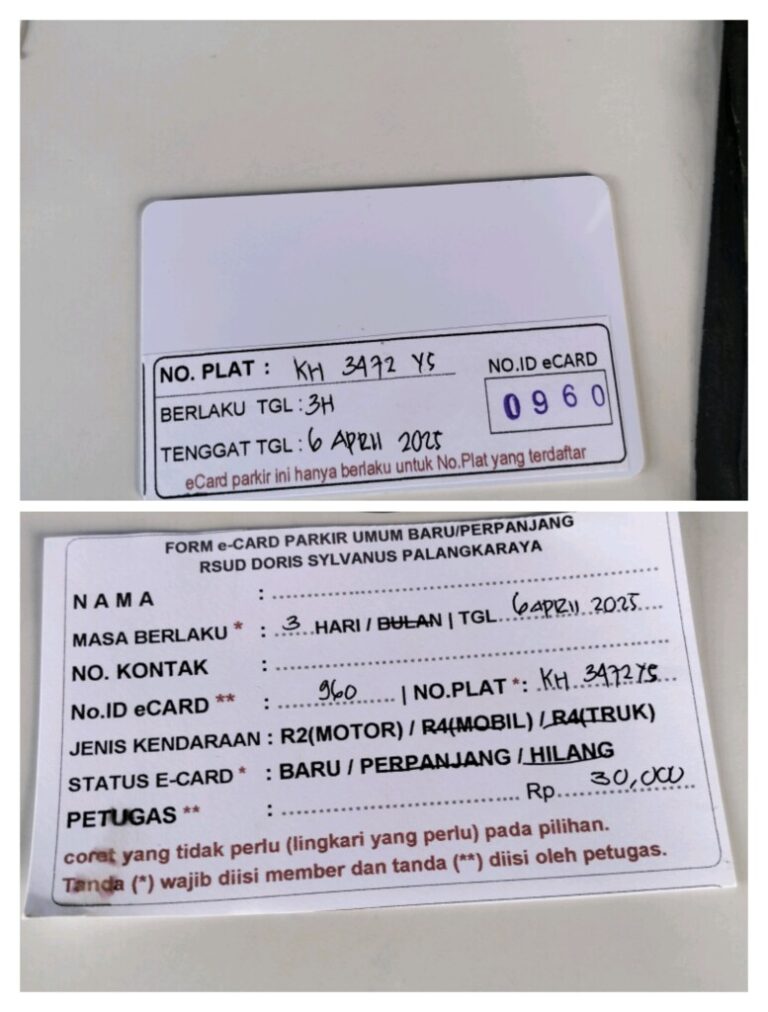 NO. PLAT : KH 3472 YS
NO.ID eCARD
BERLAKU TGL : 3H
0960
TENGGAT TGL : 6 APRIL 2025
eCard parkir ini hanya berlaku untuk No.Plat yang terdaftar
FORM e-CARD PARKIR UMUM BARU/PERPANJANG
RSUD DORIS SYLVANUS PALANGKARAYA
N A M A :
MASA BERLAKU * : 3 HARI / BULAN | TGL 6 APRIL 2025
NO. KONTAK :
No.ID eCARD ** : 960 | NO.PLAT *: KH 3472 YS
JENIS KENDARAAN : R2(MOTOR) / R4(MOBIL) / R4(TRUK)
STATUS E-CARD * : BARU / PERPANJANG / HILANG
PETUGAS ** : Rp. 30,000
coret yang tidak perlu (lingkari yang perlu) pada pilihan.
Tanda (*) wajib diisi member dan tanda (**) diisi oleh petugas.